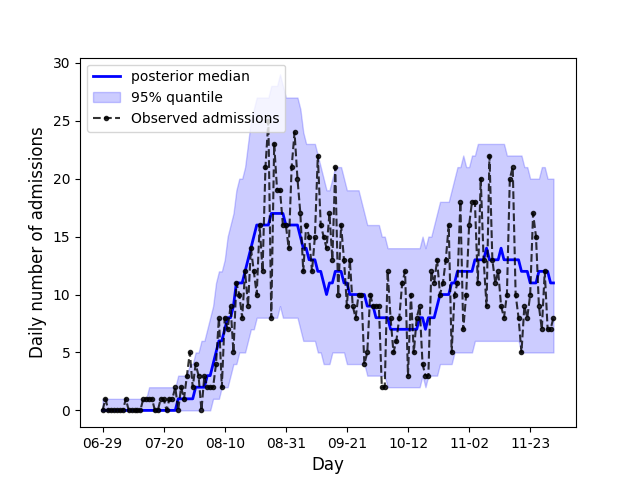 30
25
20
15
10
5
0
Daily number of admissions
posterior median
95% quantile
Observed admissions
06-29 07-20 08-10 08-31 09-21 10-12 11-02 11-23
Day